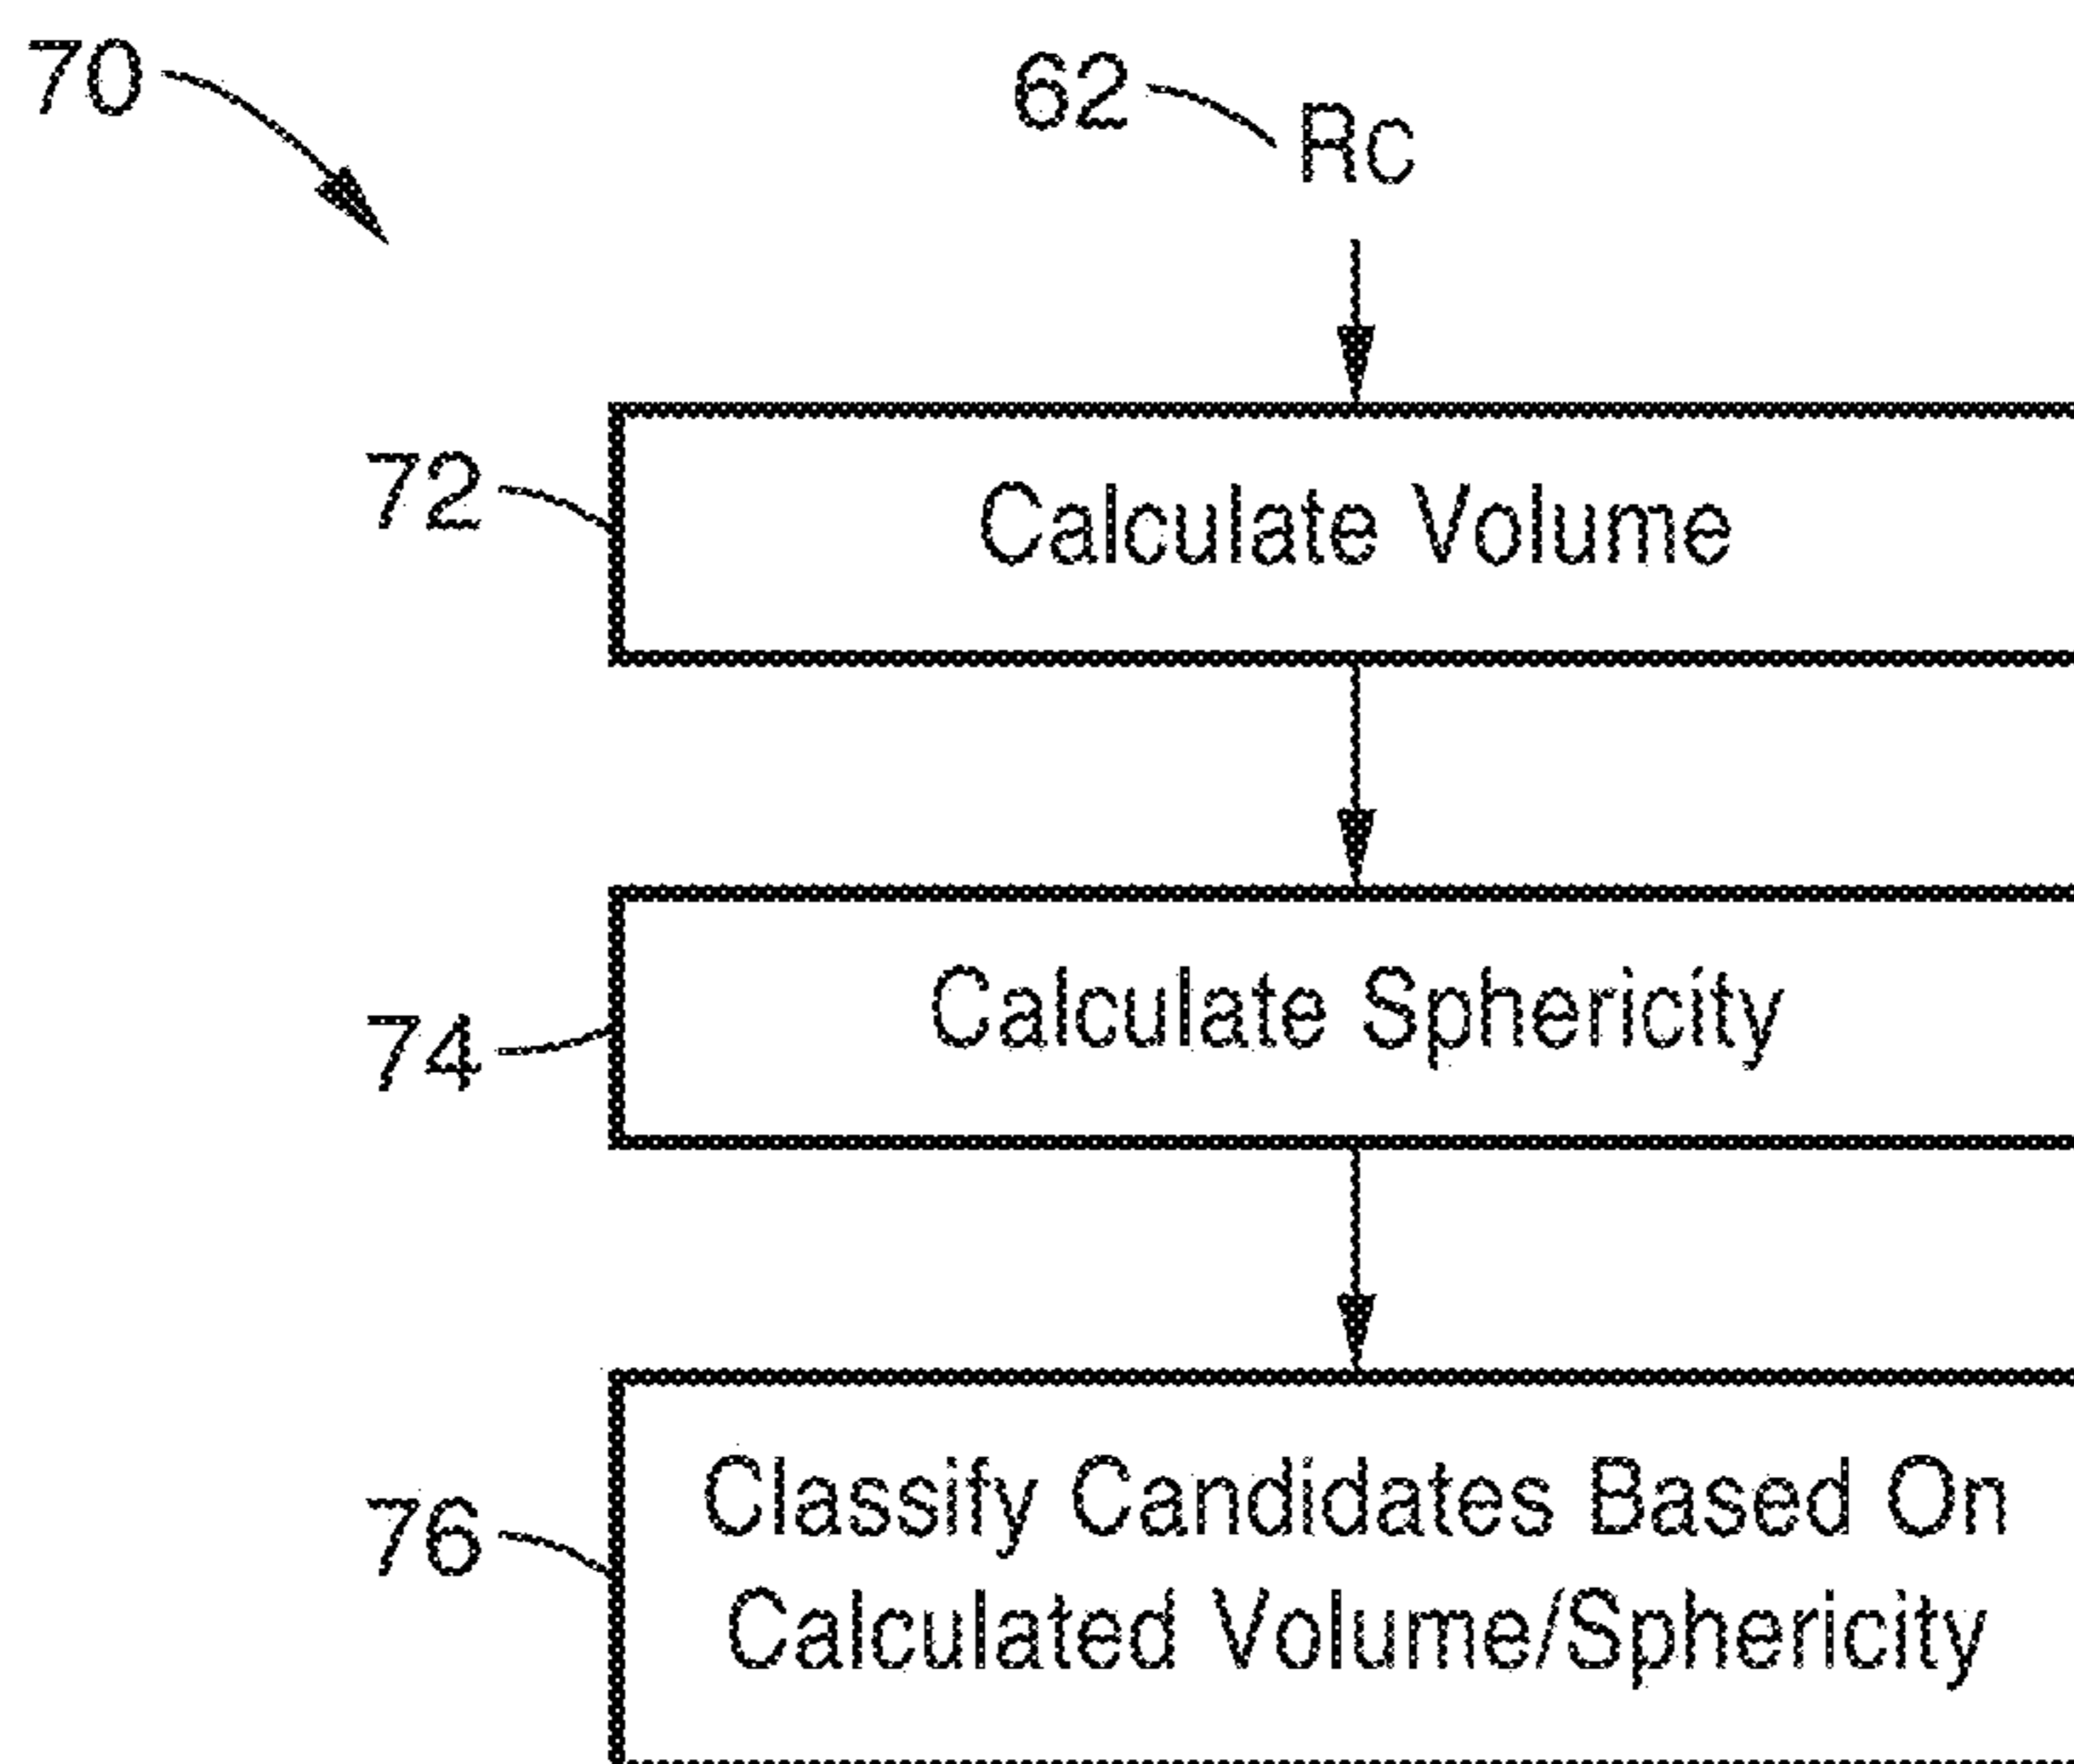 70
62 Rc
72
Calculate Volume
74
Calculate Sphericity
76
Classify Candidates Based On
Calculated Volume/Sphericity